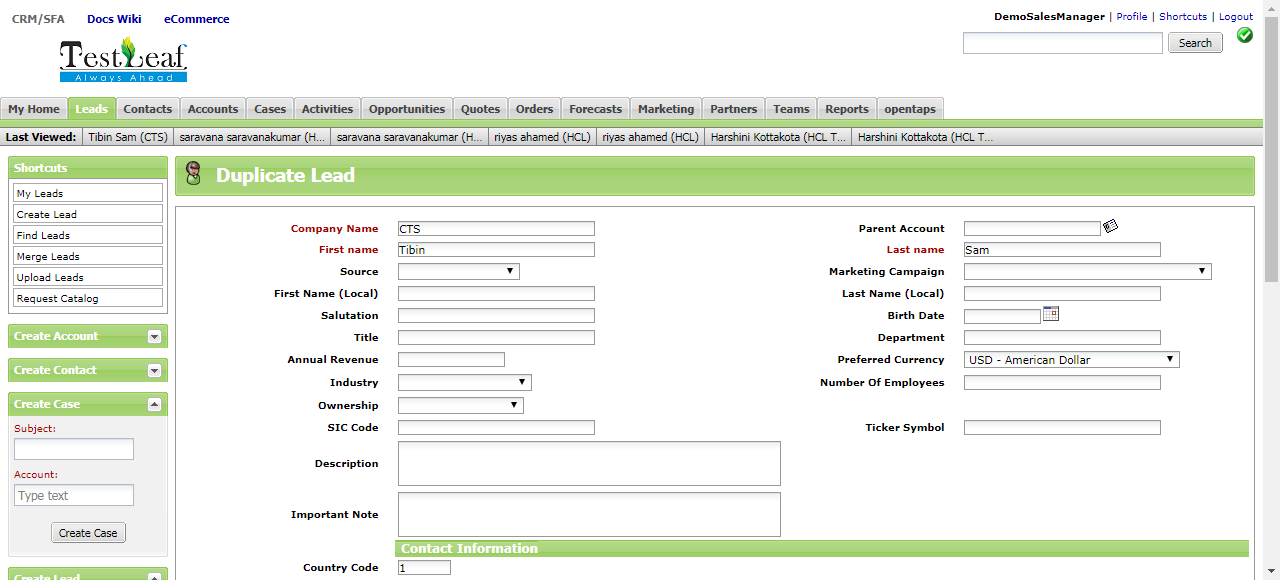 CRM/SFA Docs Wiki eCommerce
DemoSalesManager | Profile | Shortcuts | Logout
TestLeaf
Always Ahead
Search
My Home Leads Contacts Accounts Cases Activities Opportunities Quotes Orders Forecasts Marketing Partners Teams Reports opentaps
Last Viewed: Tibin Sam (CTS) saravana saravanakumar (H... saravana saravanakumar (H... riyas ahamed (HCL) riyas ahamed (HCL) Harshini Kottakota (HCL T... Harshini Kottakota (HCL T...
Shortcuts
My Leads
Create Lead
Find Leads
Merge Leads
Upload Leads
Request Catalog
Create Account
Create Contact
Create Case
Subject:
Account:
Type text
Create Case
Create Lead
Duplicate Lead
Company Name CTS Parent Account
First name Tibin Last name Sam
Source Marketing Campaign
First Name (Local) Last Name (Local)
Salutation Birth Date
Title Department
Annual Revenue Preferred Currency USD - American Dollar
Industry Number Of Employees
Ownership
SIC Code Ticker Symbol
Description
Important Note
Contact Information
Country Code 1